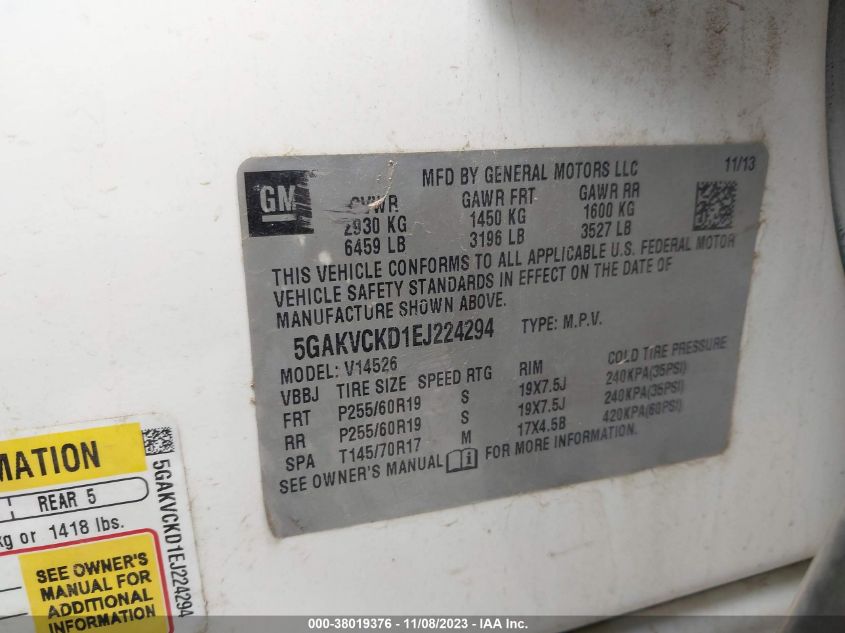 MFD BY GENERAL MOTORS LLC 11/13
GM
GVWR GAWR FRT GAWR RR
2930 KG 1450 KG 1600 KG
6459 LB 3196 LB 3527 LB
THIS VEHICLE CONFORMS TO ALL APPLICABLE U.S. FEDERAL MOTOR
VEHICLE SAFETY STANDARDS IN EFFECT ON THE DATE OF
MANUFACTURE SHOWN ABOVE.
5GAKVCKD1EJ224294 TYPE: M.P.V.
MODEL: V14526
VBBJ TIRE SIZE SPEED RTG RIM COLD TIRE PRESSURE
FRT P255/60R19 S 19X7.5J 240KPA(35PSI)
RR P255/60R19 S 19X7.5J 240KPA(35PSI)
SPA T145/70R17 M 17X4.5B 420KPA(60PSI)
SEE OWNER'S MANUAL FOR MORE INFORMATION.
MATION
REAR 5
kg or 1418 lbs.
SEE OWNER'S
MANUAL FOR
ADDITIONAL
INFORMATION
5GAKVCKD1EJ224294
000-38019376 - 11/08/2023 - IAA Inc.